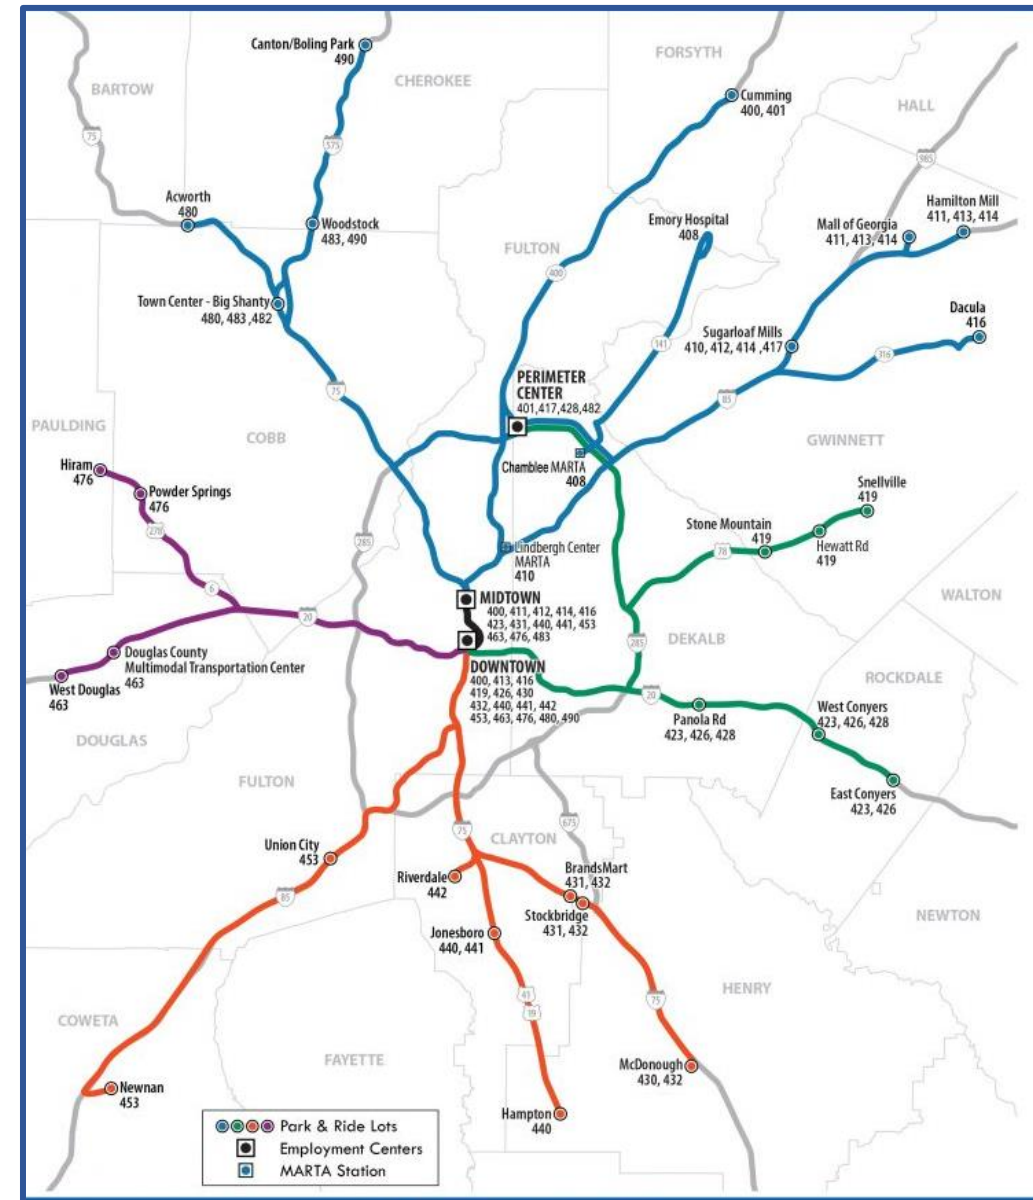 Canton/Boling Park
490
FORSYTH
CHEROKEE
BARTOW
Cumming
400, 401
HALL
75
575
985
Acworth
480
Woodstock
483, 490
Emory Hospital
408
Hamilton Mill
411, 413, 414
Mall of Georgia
411, 413, 414
FULTON
400
Town Center - Big Shanty
480, 483 ,482
Dacula
416
Sugarloaf Mills
410, 412, 414 ,417
141
316
75
PERIMETER
CENTER
401,417,428,482
85
PAULDING
COBB
GWINNETT
Hiram
476
Chamblee MARTA
408
Powder Springs
476
Snellville
419
278
285
Stone Mountain
419
Hewatt Rd
419
78
Lindbergh Center
MARTA
410
6
MIDTOWN
400, 411, 412, 414, 416
423, 431, 440, 441, 453
463, 476, 483
WALTON
20
DEKALB
285
Douglas County
Multimodal Transportation Center
463
DOWNTOWN
400, 413, 416
419, 426, 430
432, 440, 441, 442
453, 463, 476, 480, 490
ROCKDALE
West Douglas
463
20
Panola Rd
423, 426, 428
West Conyers
423, 426, 428
DOUGLAS
FULTON
East Conyers
423, 426
75
675
CLAYTON
Union City
453
BrandsMart
431, 432
Riverdale
442
85
Stockbridge
431, 432
NEWTON
Jonesboro
440, 441
HENRY
41
19
75
COWETA
FAYETTE
McDonough
430, 432
Newnan
453
Hampton
440
Park & Ride Lots
Employment Centers
MARTA Station